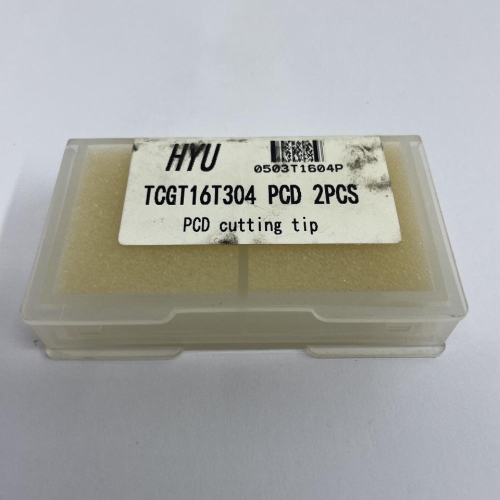 HYU
0503T1604P
TCGT16T304 PCD 2PCS
PCD cutting tip